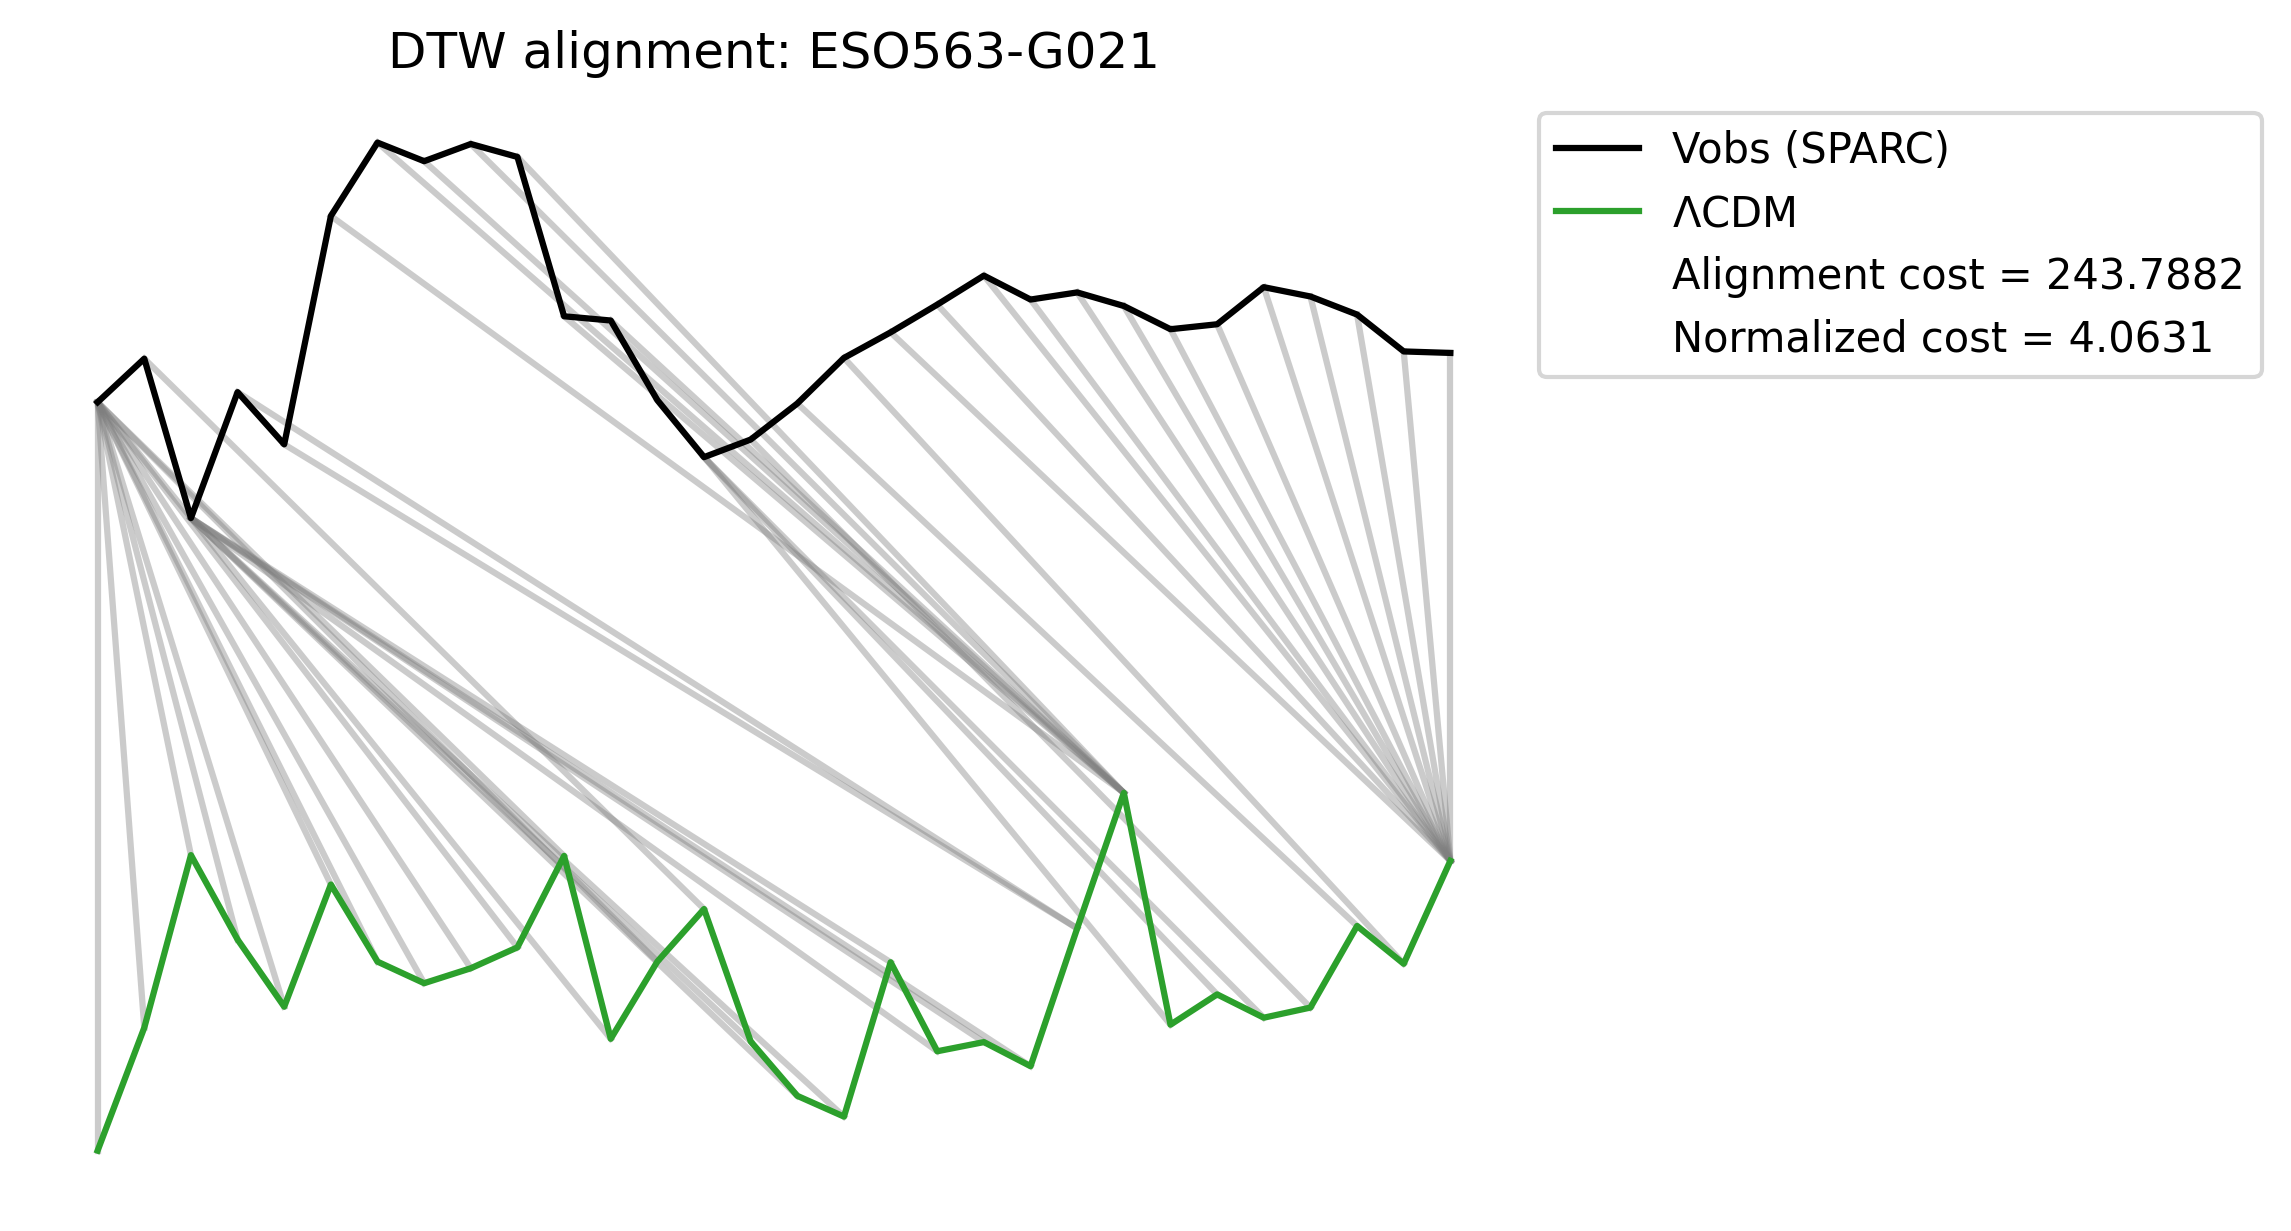 DTW alignment: ESO563-G021
Vobs (SPARC)
ΛCDM
Alignment cost = 243.7882
Normalized cost = 4.0631